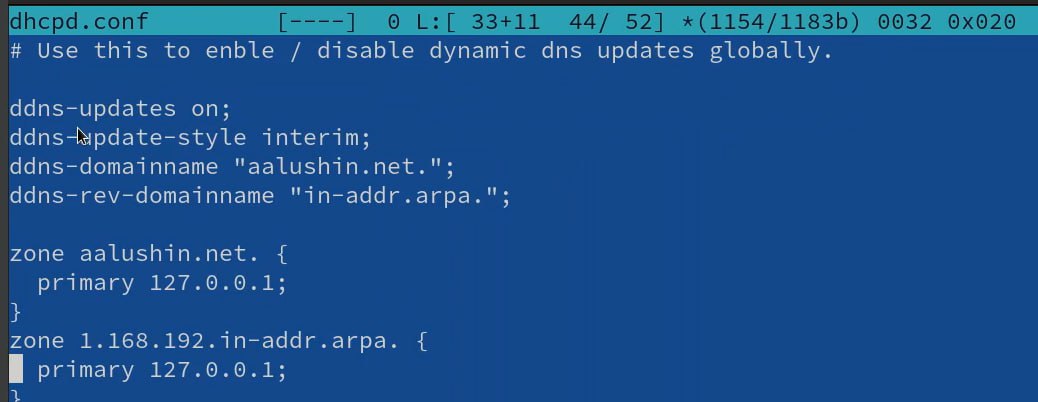 dhcpd.conf [----] 0 L:[ 33+11 44/ 52] *(1154/1183b) 0032 0x020
# Use this to enble / disable dynamic dns updates globally.
ddns-updates on;
ddns-update-style interim;
ddns-domainname "aalushin.net.";
ddns-rev-domainname "in-addr.arpa.";
zone aalushin.net. {
primary 127.0.0.1;
}
zone 1.168.192.in-addr.arpa. {
primary 127.0.0.1;
}